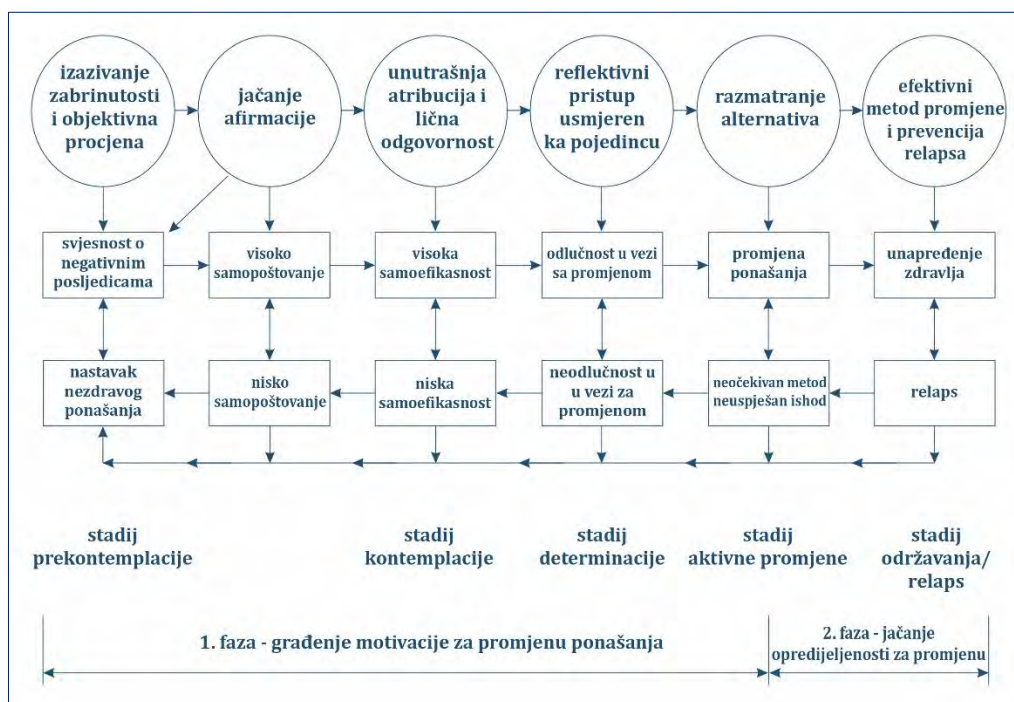 izazivanje
zabrinutosti
i objektivna
procjena
jačanje
afirmacije
unutrašnja
atribucija i
lična
odgovornost
reflektivni
pristup
usmjeren
ka pojedincu
razmatranje
alternativa
efektivni
metod promjene
i prevencija
relapsa
svjesnost o
negativnim
posljedicama
visoko
samopoštovanje
visoka
samoefikasnost
odlučnost u vezi
sa promjenom
promjena
ponašanja
unapređenje
zdravlja
nastavak
nezdravog
ponašanja
nisko
samopoštovanje
niska
samoefikasnost
neodlučnost u
u vezi za
promjenom
neočekivan metod
neuspješan ishod
relaps
stadij
prekontemplacije
stadij
kontemplacije
stadij
determinacije
stadij
aktivne promjene
stadij
održavanja/
relaps
1. faza - građenje motivacije za promjenu ponašanja
2. faza - jačanje
opredijeljenosti za promjenu